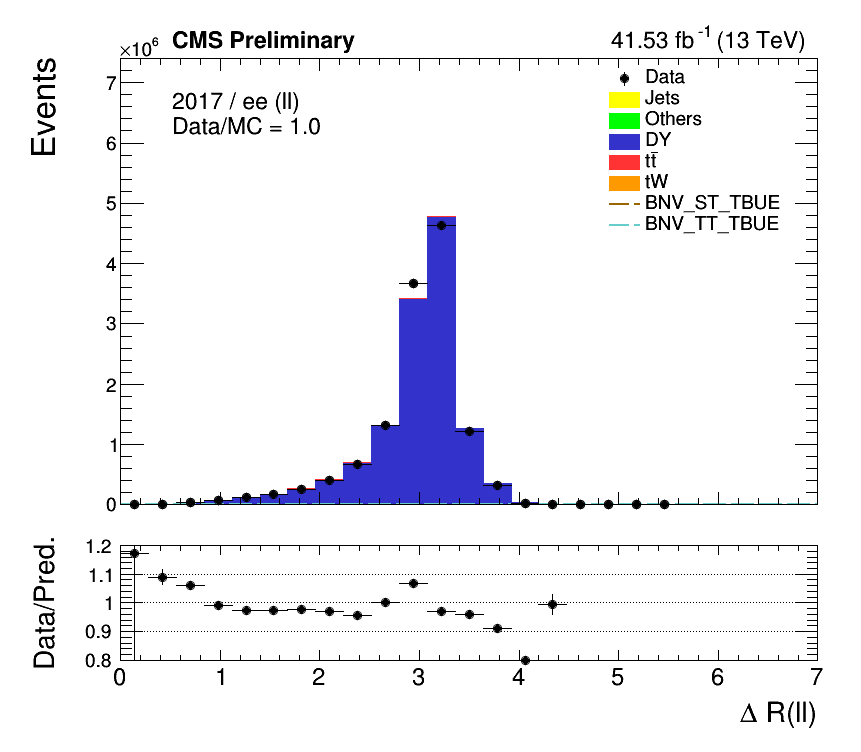 ×10⁶ CMS Preliminary 41.53 fb⁻¹ (13 TeV)
Events
2017 / ee (ll)
Data/MC = 1.0
Data
Jets
Others
DY
tt̄
tW
BNV_ST_TBUE
BNV_TT_TBUE
7
6
5
4
3
2
1
0
Data/Pred.
1.2
1.1
1
0.9
0.8
0 1 2 3 4 5 6 7
Δ R(ll)